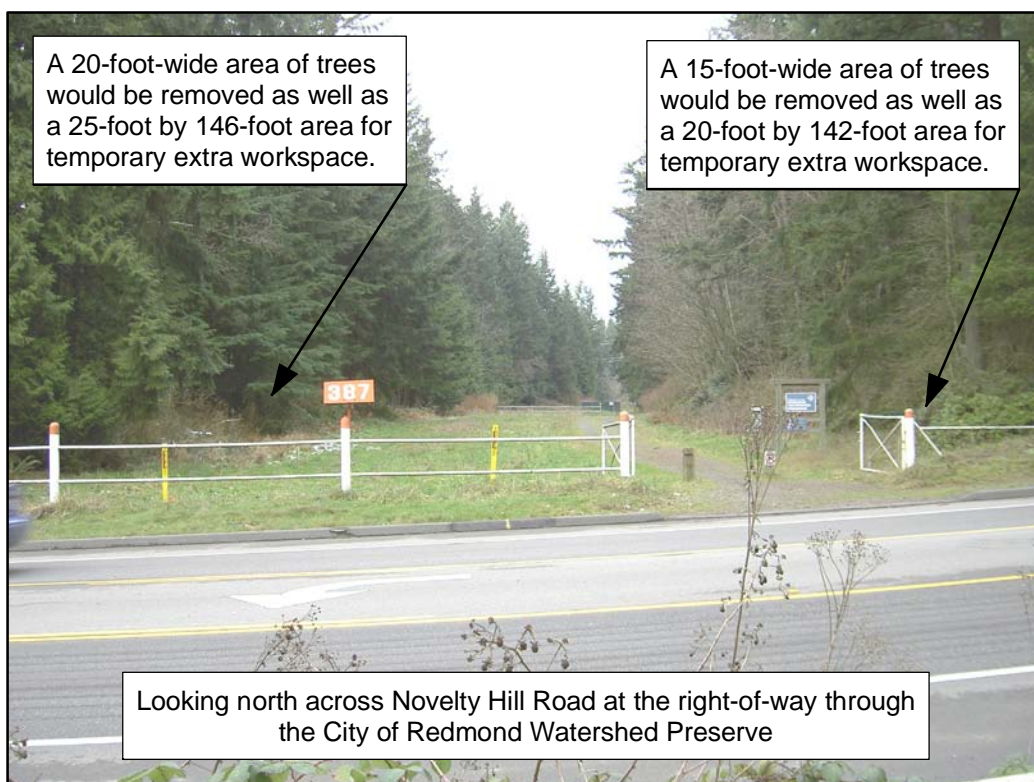 A 20-foot-wide area of trees
would be removed as well as
a 25-foot by 146-foot area for
temporary extra workspace.
A 15-foot-wide area of trees
would be removed as well as
a 20-foot by 142-foot area for
temporary extra workspace.
387
Looking north across Novelty Hill Road at the right-of-way through
the City of Redmond Watershed Preserve